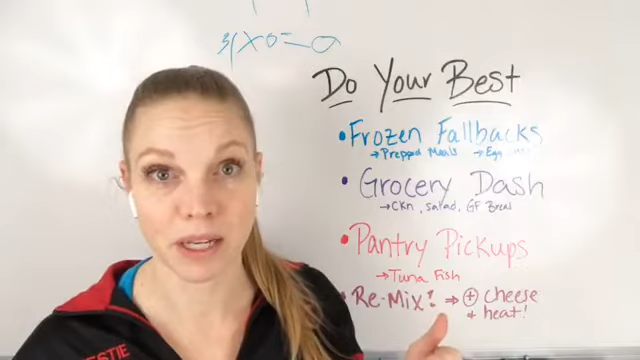 Do Your Best
• Frozen Fallbacks
→ Prepped Meals → Egg
• Grocery Dash
→ Ckn, salad, GF Bread
• Pantry Pickups
→ Tuna Fish
• Re-Mix! → + cheese
+ heat!